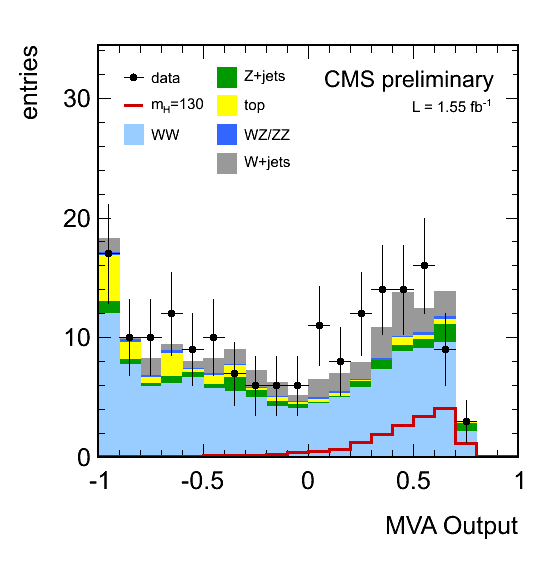 entries
CMS preliminary
L = 1.55 fb⁻¹
data
m_H=130
WW
Z+jets
top
WZ/ZZ
W+jets
30
20
10
0
-1
-0.5
0
0.5
1
MVA Output